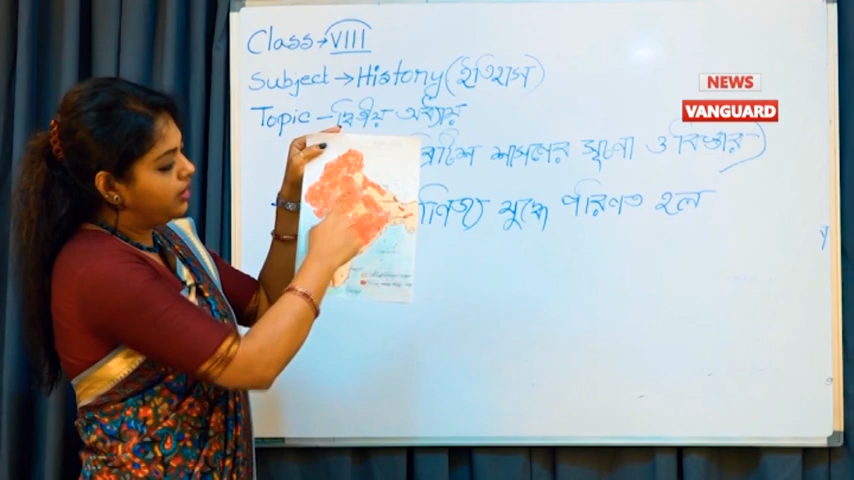 Class → VIII
Subject → History (ইতিহাস)
Topic - দ্বিতীয় অধ্যায়
শাসনের সূচনা ও বিস্তার)
যুদ্ধে পরিণত হল
NEWS
VANGUARD